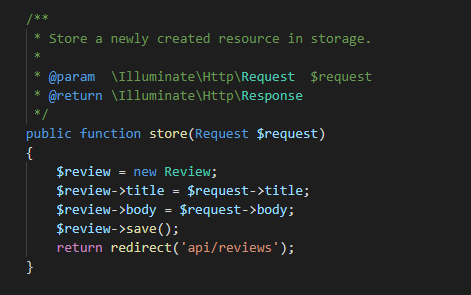 /**
 * Store a newly created resource in storage.
 *
 * @param  \Illuminate\Http\Request  $request
 * @return \Illuminate\Http\Response
 */
public function store(Request $request)
{
    $review = new Review;
    $review->title = $request->title;
    $review->body = $request->body;
    $review->save();
    return redirect('api/reviews');
}